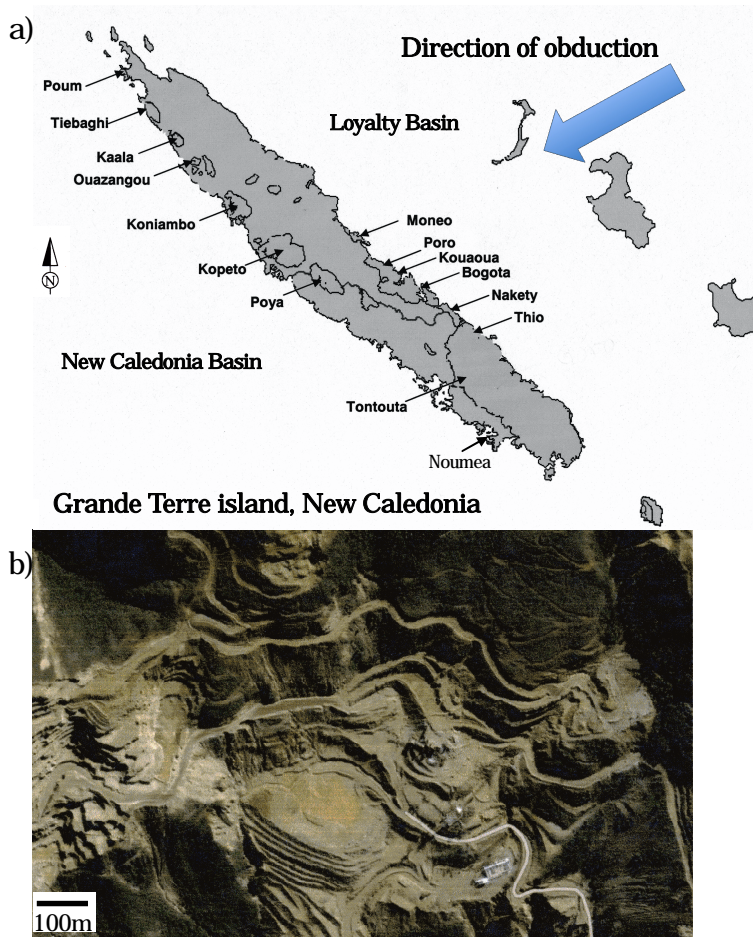 a)
Direction of obduction
Poum
Tiebaghi
Loyalty Basin
Kaala
Ouazangou
Koniambo
Moneo
Poro
Kouaoua
Kopeto
Bogota
Poya
Nakety
Thio
N
New Caledonia Basin
Tontouta
Noumea
Grande Terre island, New Caledonia
b)
100m